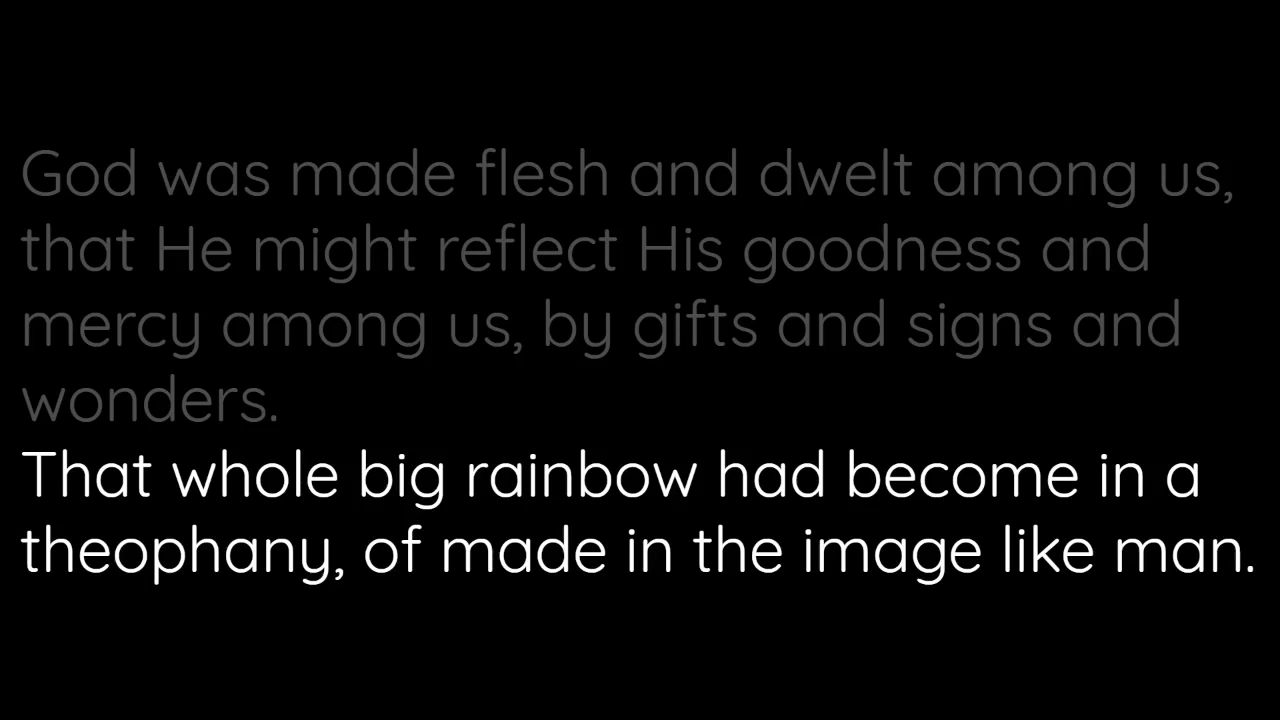 God was made flesh and dwelt among us,
that He might reflect His goodness and
mercy among us, by gifts and signs and
wonders.
That whole big rainbow had become in a
theophany, of made in the image like man.